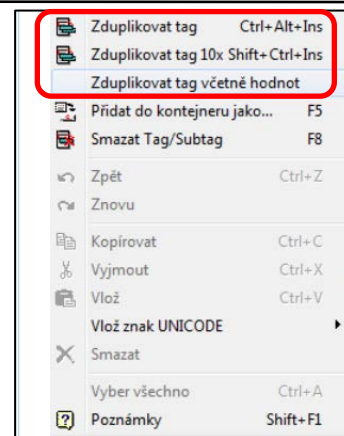 Zduplikovat tag Ctrl+Alt+Ins
Zduplikovat tag 10x Shift+Ctrl+Ins
Zduplikovat tag včetně hodnot
Přidat do kontejneru jako... F5
Smazat Tag/Subtag F8
Zpět Ctrl+Z
Znovu
Kopírovat Ctrl+C
Vyjmout Ctrl+X
Vlož Ctrl+V
Vlož znak UNICODE
Smazat
Vyber všechno Ctrl+A
Poznámky Shift+F1